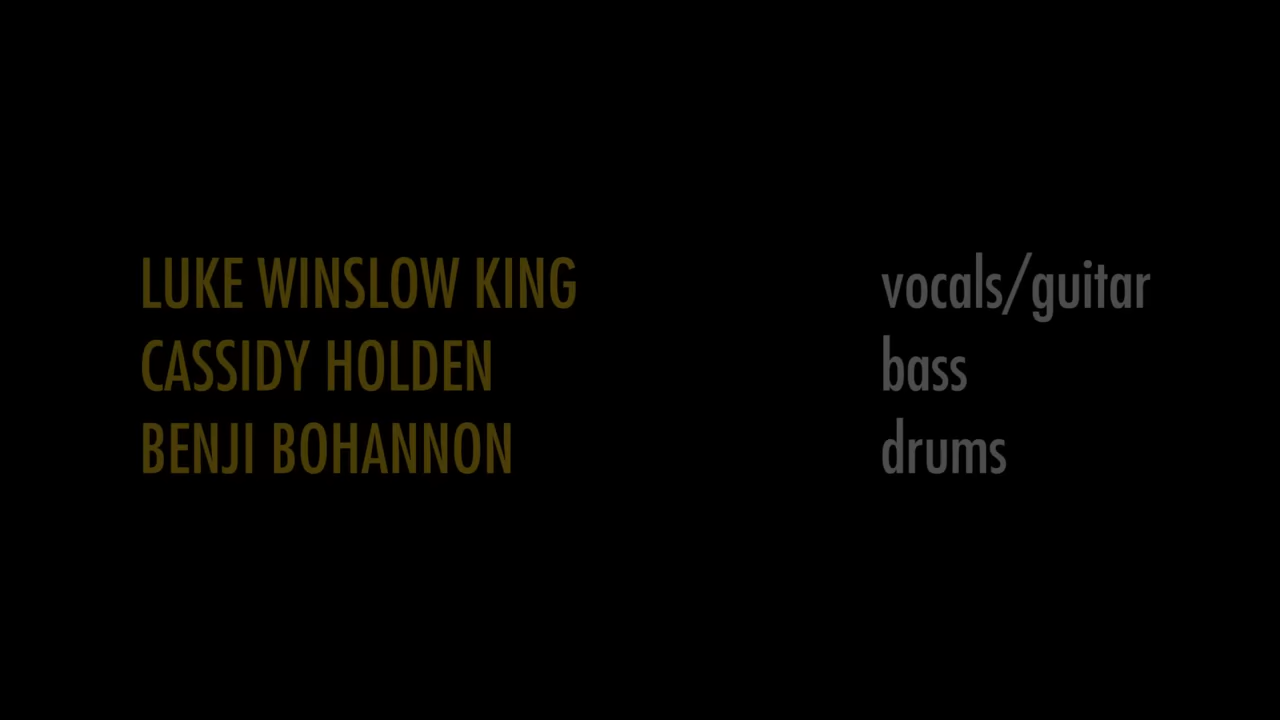 LUKE WINSLOW KING vocals/guitar
CASSIDY HOLDEN bass
BENJI BOHANNON drums